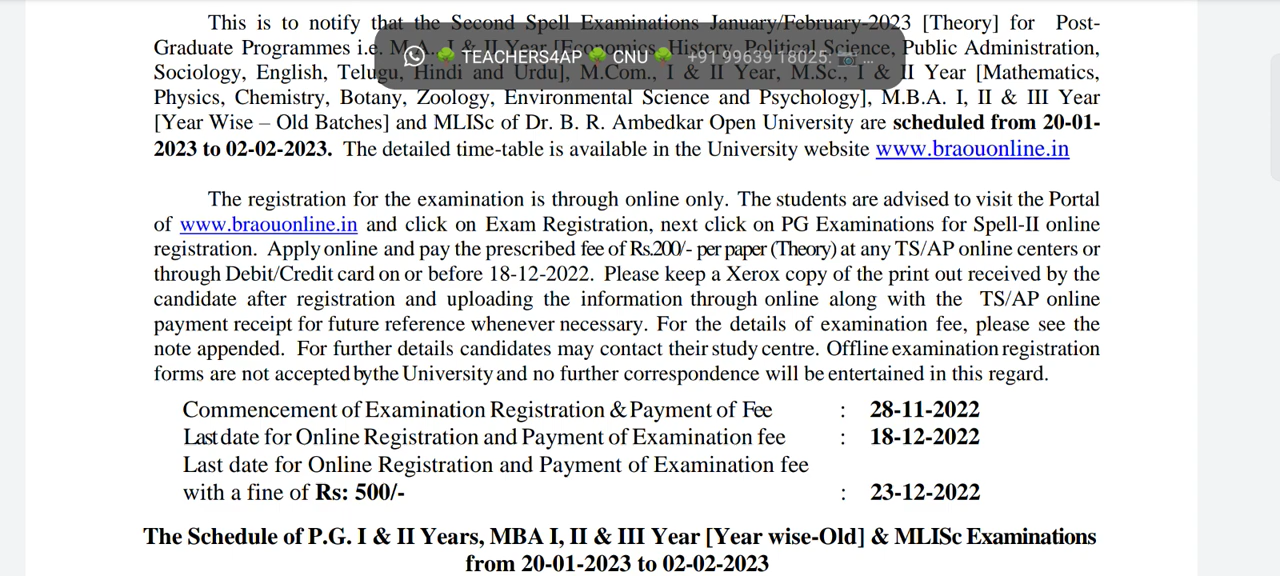 This is to notify that the Second Spell Examinations January/February-2023 [Theory] for Post-
Graduate Programmes i.e. M.A., I & II Year [Economics, History, Political Science, Public Administration,
TEACHERS4AP CNU +91 99639 18025: ...
Sociology, English, Telugu, Hindi and Urdu], M.Com., I & II Year, M.Sc., I & II Year [Mathematics,
Physics, Chemistry, Botany, Zoology, Environmental Science and Psychology], M.B.A. I, II & III Year
[Year Wise – Old Batches] and MLISc of Dr. B. R. Ambedkar Open University are scheduled from 20-01-
2023 to 02-02-2023. The detailed time-table is available in the University website www.braouonline.in
The registration for the examination is through online only. The students are advised to visit the Portal
of www.braouonline.in and click on Exam Registration, next click on PG Examinations for Spell-II online
registration. Apply online and pay the prescribed fee of Rs.200/- per paper (Theory) at any TS/AP online centers or
through Debit/Credit card on or before 18-12-2022. Please keep a Xerox copy of the print out received by the
candidate after registration and uploading the information through online along with the TS/AP online
payment receipt for future reference whenever necessary. For the details of examination fee, please see the
note appended. For further details candidates may contact their study centre. Offline examination registration
forms are not accepted by the University and no further correspondence will be entertained in this regard.
Commencement of Examination Registration & Payment of Fee : 28-11-2022
Last date for Online Registration and Payment of Examination fee : 18-12-2022
Last date for Online Registration and Payment of Examination fee
with a fine of Rs: 500/- : 23-12-2022
The Schedule of P.G. I & II Years, MBA I, II & III Year [Year wise-Old] & MLISc Examinations
from 20-01-2023 to 02-02-2023